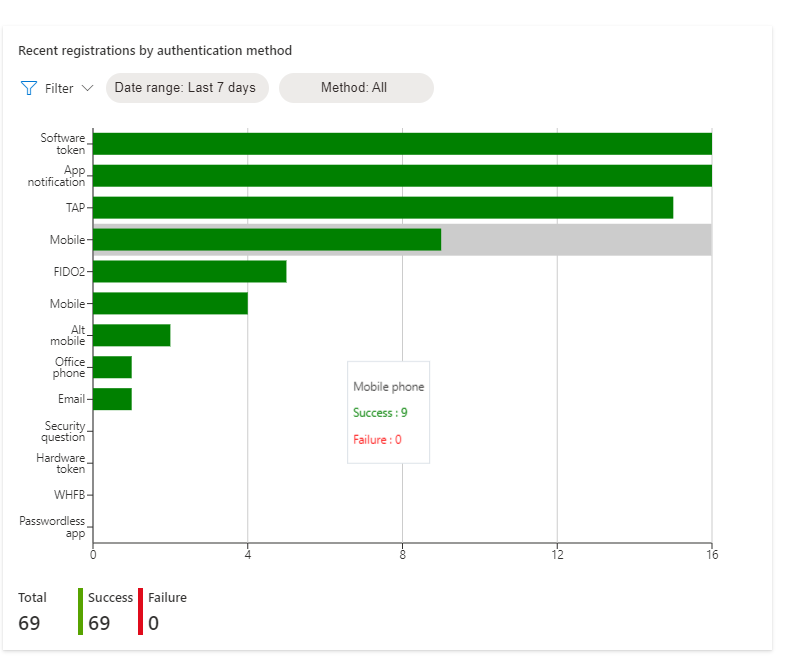 Recent registrations by authentication method
Filter
Date range: Last 7 days
Method: All
Software
token
App
notification
TAP
Mobile
FIDO2
Mobile
Alt
mobile
Office
phone
Email
Security
question
Hardware
token
WHFB
Passwordless
app
Mobile phone
Success : 9
Failure : 0
0 4 8 12 16
Total Success Failure
69 69 0